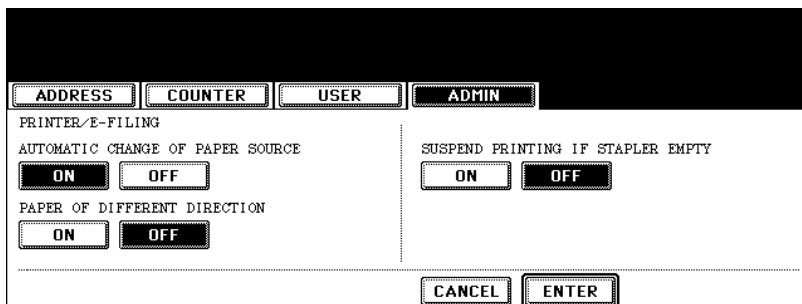 ADDRESS COUNTER USER ADMIN
PRINTER/E-FILING
AUTOMATIC CHANGE OF PAPER SOURCE
ON OFF
PAPER OF DIFFERENT DIRECTION
ON OFF
SUSPEND PRINTING IF STAPLER EMPTY
ON OFF
CANCEL ENTER